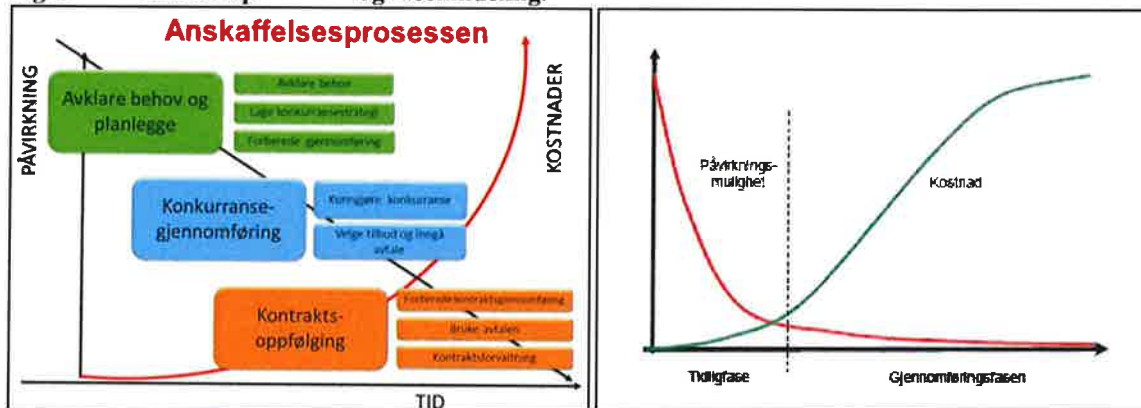 Anskaffelsesprosessen
PÅVIRKNING
KOSTNADER
Avklare behov og
planlegge
Avklare behov
Lage konkurransestrategi
Forberede gjennomføring
Konkurranse-
gjennomføring
Kunngjøre konkurranse
Velge tilbud og inngå
avtale
Kontrakts-
oppfølging
Forberede kontraktsgjennomføring
Bruke avtalen
Kontraktsforvaltning
TID
Påvirknings-
mulighet
Kostnad
Tidligfase
Gjennomføringsfasen